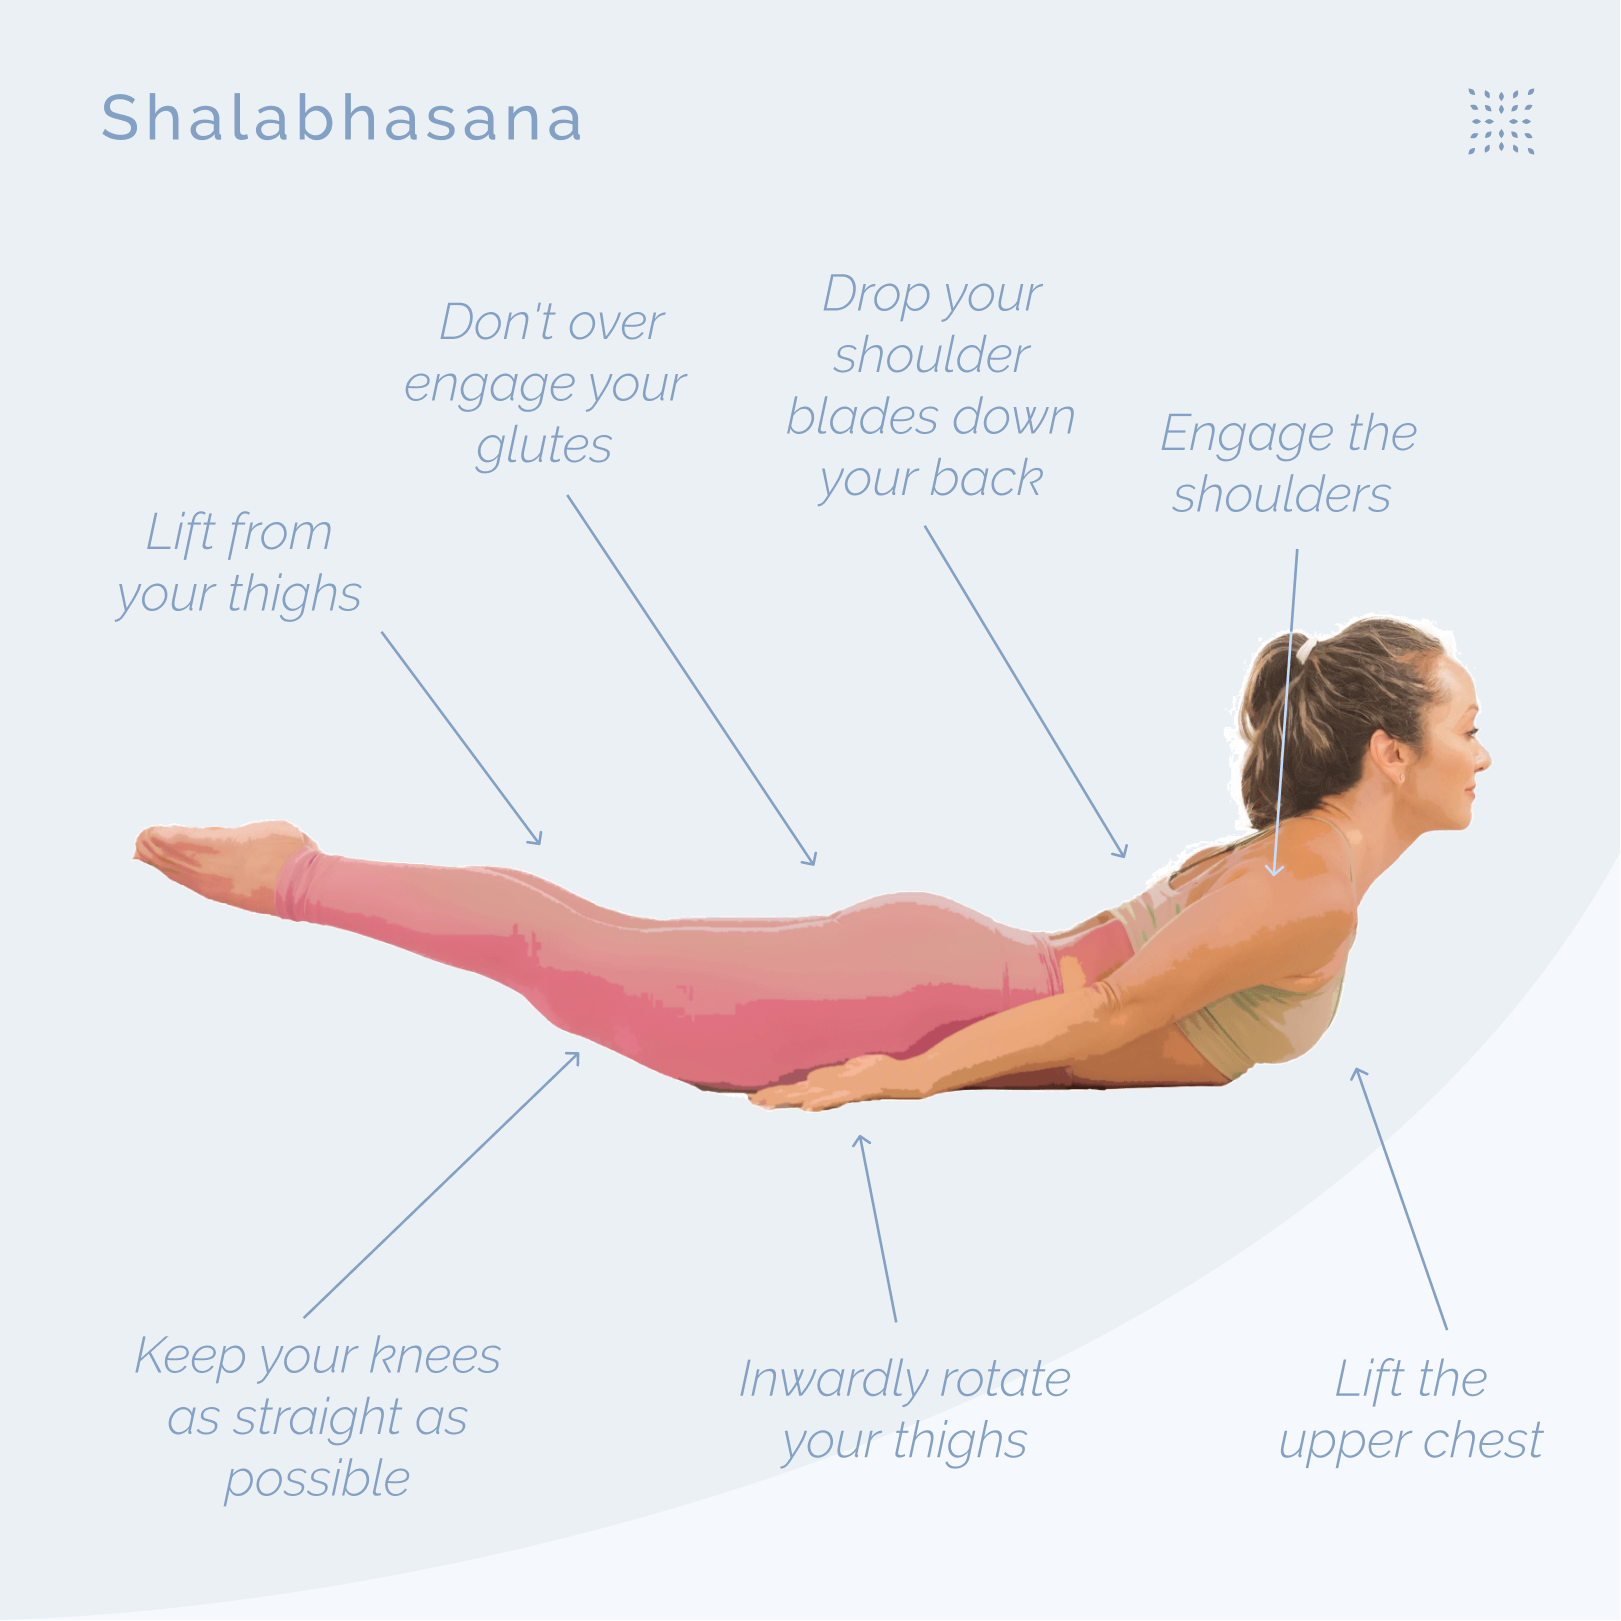 Shalabhasana
Don't over
engage your
glutes
Drop your
shoulder
blades down
your back
Engage the
shoulders
Lift from
your thighs
Keep your knees
as straight as
possible
Inwardly rotate
your thighs
Lift the
upper chest